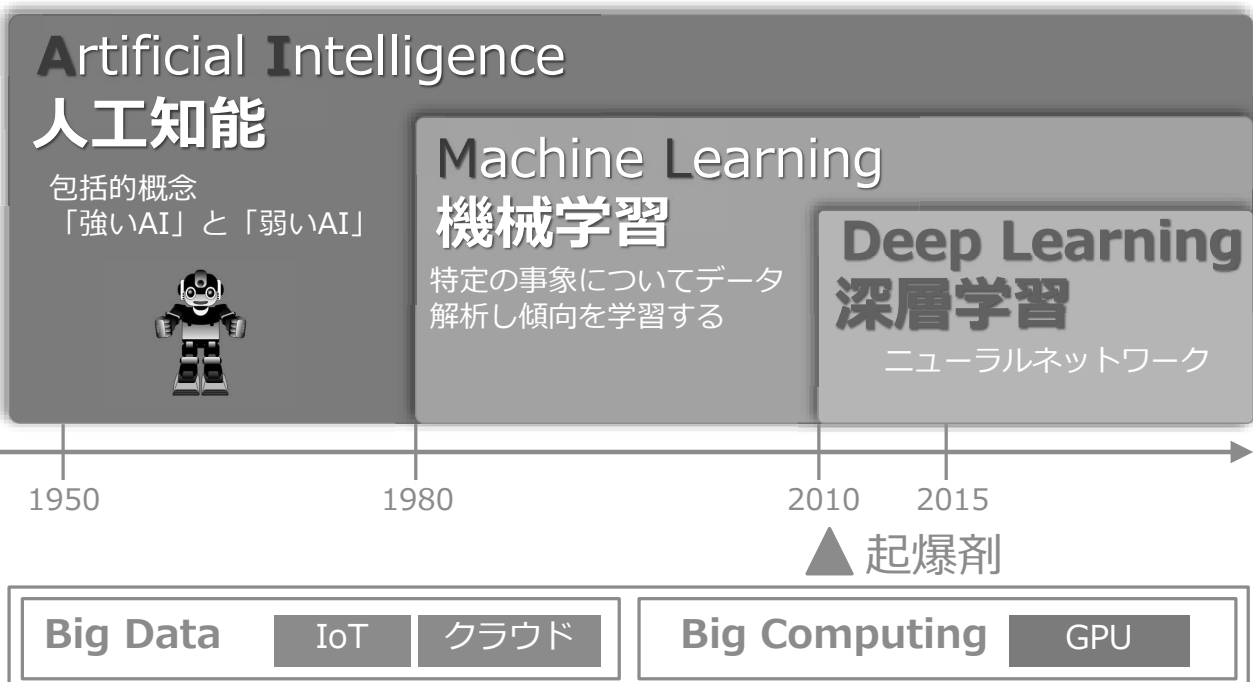 Artificial Intelligence
人工知能
包括的概念
「強いAI」と「弱いAI」
Machine Learning
機械学習
特定の事象についてデータ
解析し傾向を学習する
Deep Learning
深層学習
ニューラルネットワーク
1950
1980
2010
2015
▲ 起爆剤
Big Data
IoT
クラウド
Big Computing
GPU